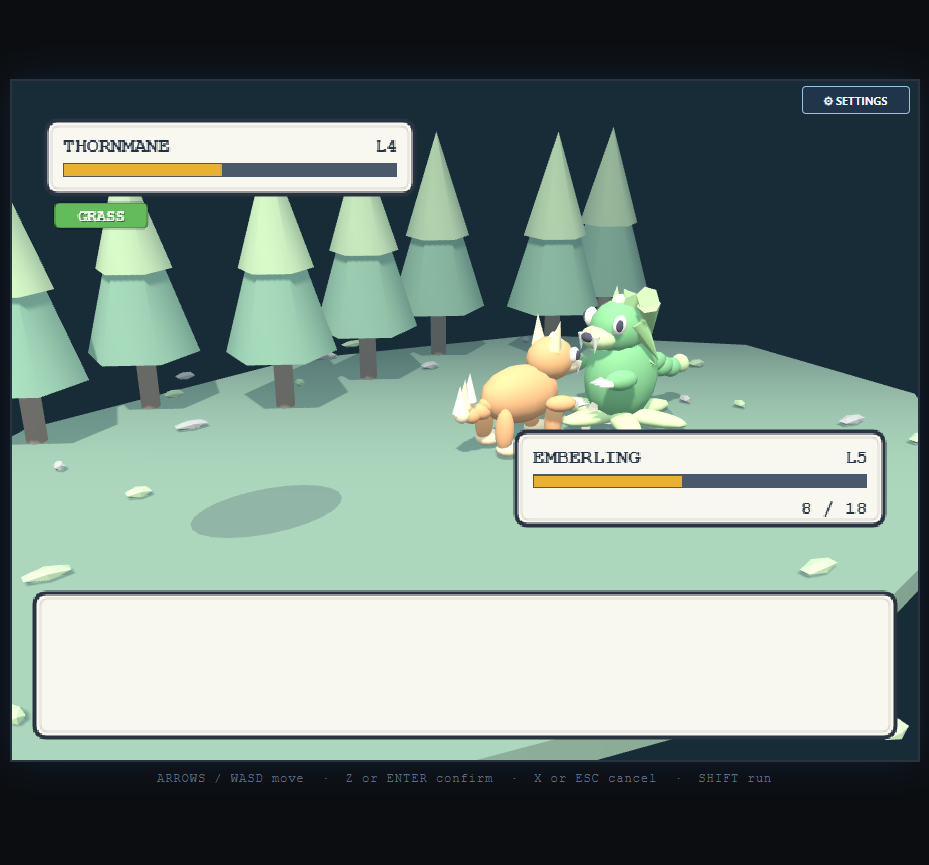 ⚙ SETTINGS
THORNMANE L4
GRASS
EMBERLING L5
8 / 18
ARROWS / WASD move · Z or ENTER confirm · X or ESC cancel · SHIFT run